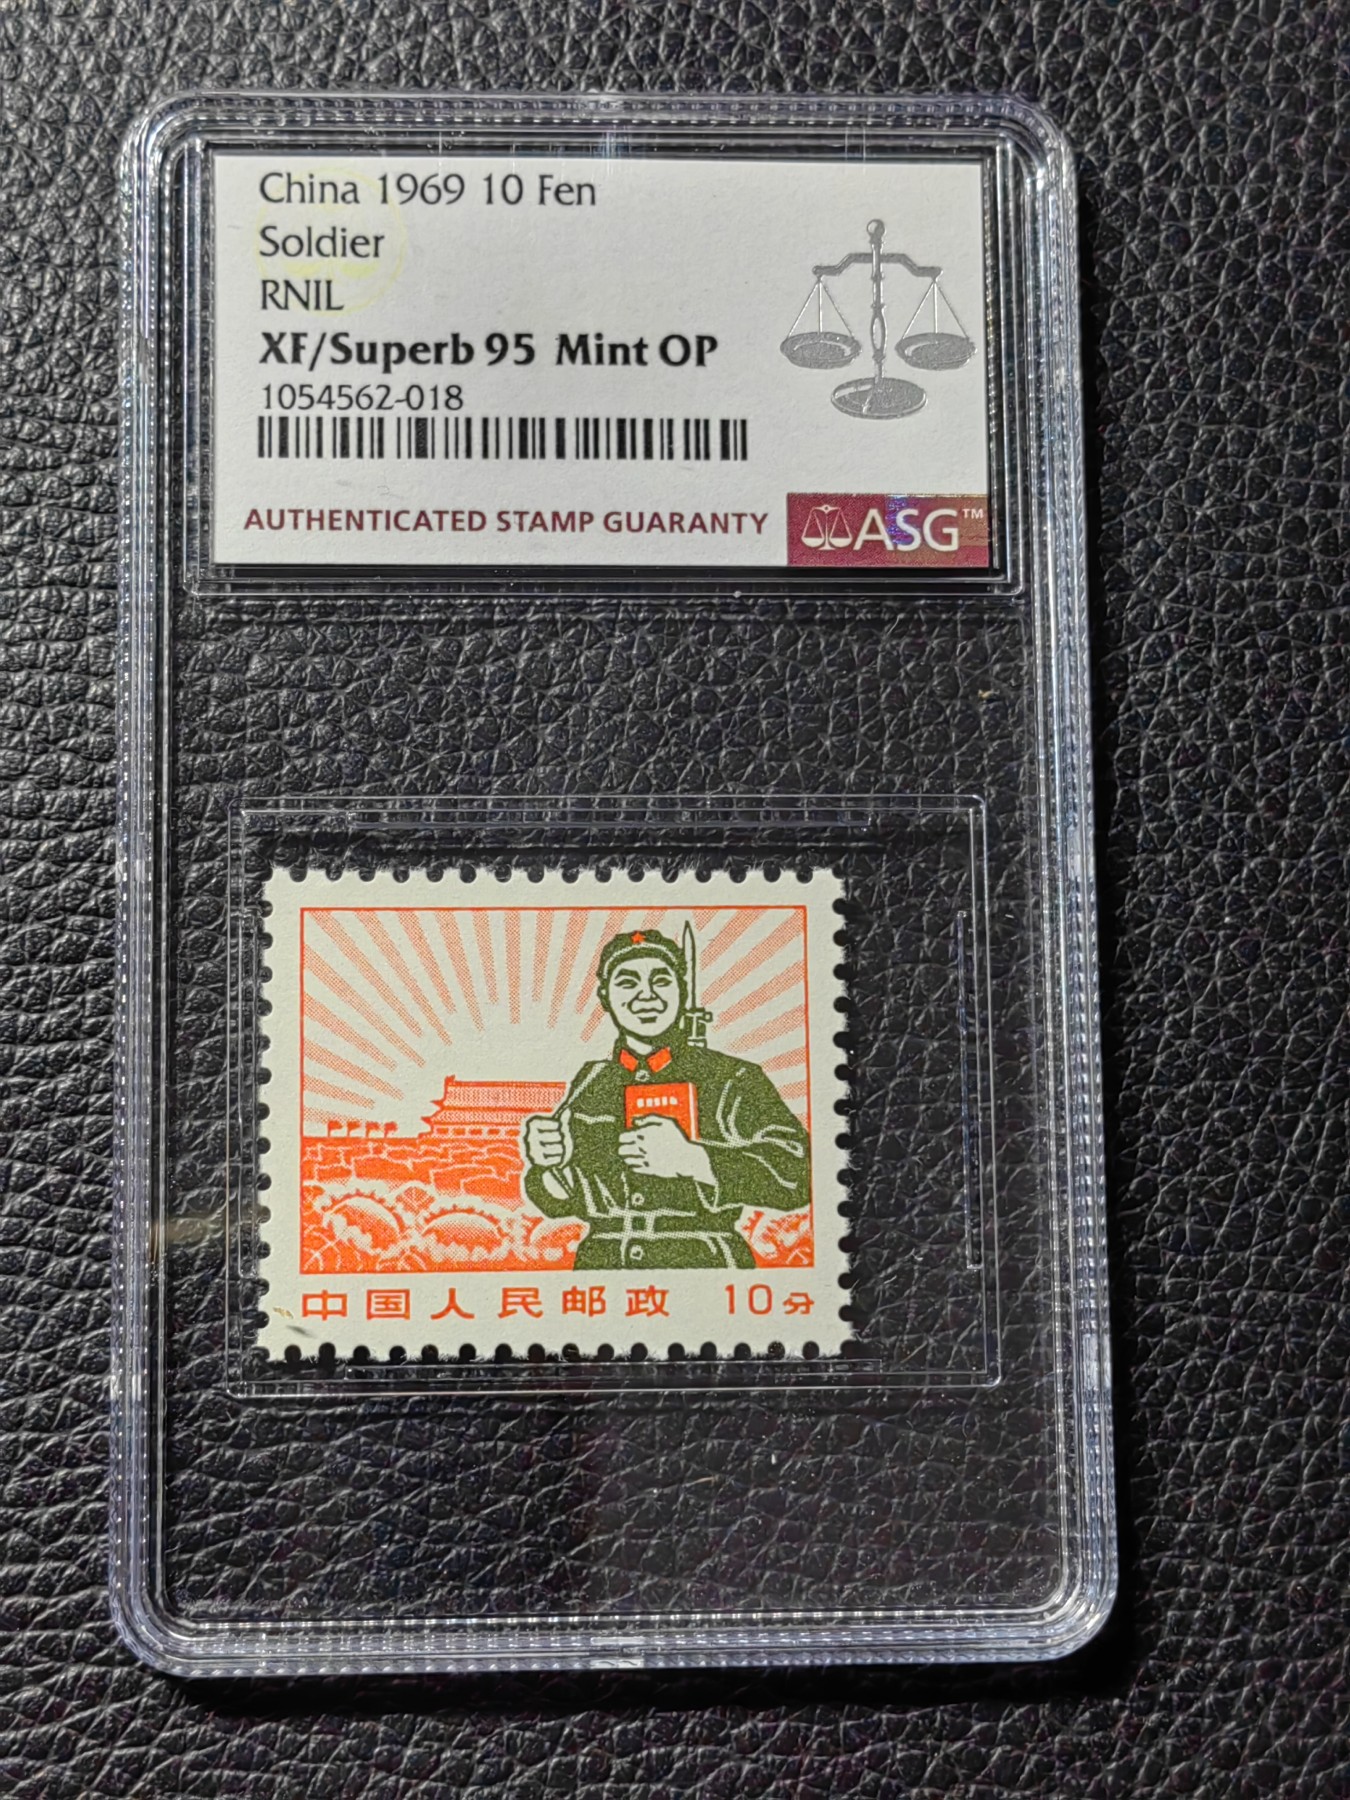 China 1969 10 Fen
Soldier
RNIL
XF/Superb 95 Mint OP
1054562-018
AUTHENTICATED STAMP GUARANTY
ASG™
中国人民邮政 10分